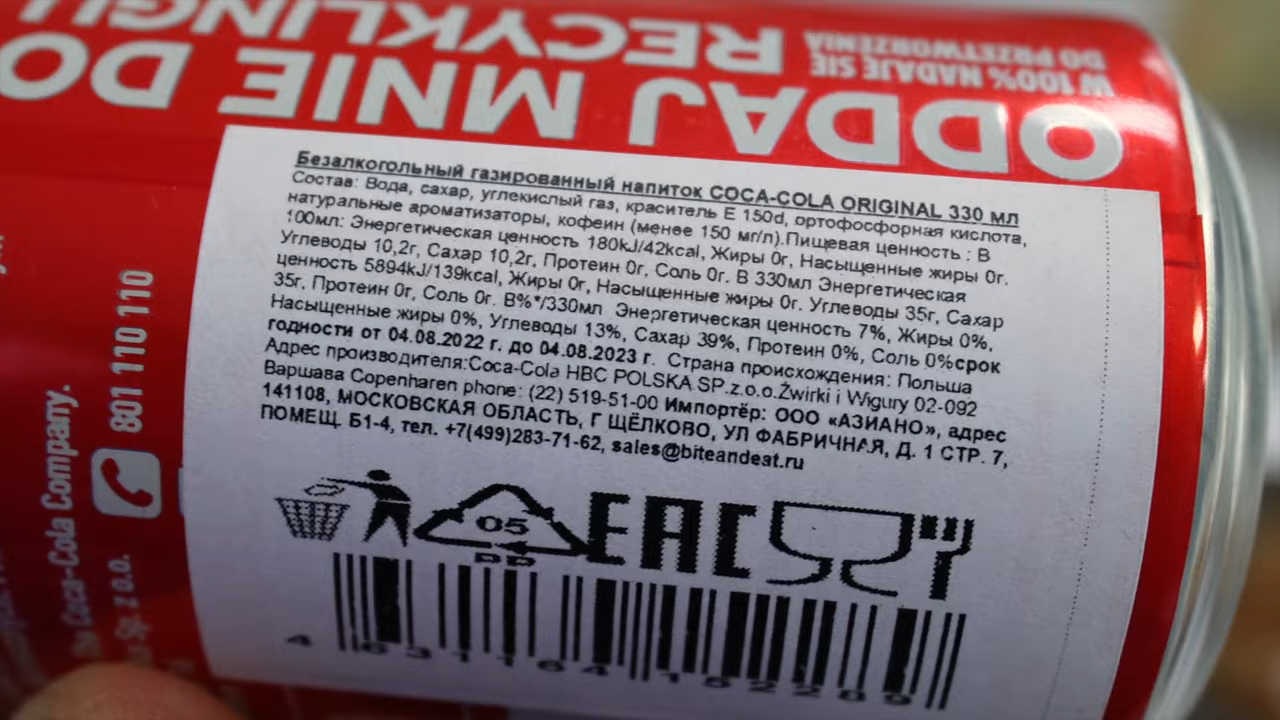 ODDAJ MNIE DO
RECYKLINGU
W 100% NADAJE SIĘ
DO PRZETWORZENIA
Безалкогольный газированный напиток COCA-COLA ORIGINAL 330 мл
Состав: Вода, сахар, углекислый газ, краситель Е 150d, ортофосфорная кислота,
натуральные ароматизаторы, кофеин (менее 150 мг/л).Пищевая ценность : В
100мл: Энергетическая ценность 180kJ/42kcal, Жиры 0г, Насыщенные жиры 0г.
Углеводы 10,2г, Сахар 10,2г, Протеин 0г, Соль 0г. В 330мл Энергетическая
ценность 5894kJ/139kcal, Жиры 0г, Насыщенные жиры 0г. Углеводы 35г, Сахар
35г, Протеин 0г, Соль 0г. В%*/330мл Энергетическая ценность 7%, Жиры 0%,
Насыщенные жиры 0%, Углеводы 13%, Сахар 39%, Протеин 0%, Соль 0%срок
годности от 04.08.2022 г. до 04.08.2023 г. Страна происхождения: Польша
Адрес производителя:Coca-Cola HBC POLSKA SP.z.o.o.Żwirki i Wigury 02-092
Варшава Copenharen phone: (22) 519-51-00 Импортёр: ООО «АЗИАНО», адрес
141108, МОСКОВСКАЯ ОБЛАСТЬ, Г ЩЁЛКОВО, УЛ ФАБРИЧНАЯ, Д. 1 СТР. 7,
ПОМЕЩ. Б1-4, тел. +7(499)283-71-62, sales@biteandeat.ru
05
PP
EAC
4 631164 152289
801 110 110
Coca-Cola Company.
Sp. z o.o.